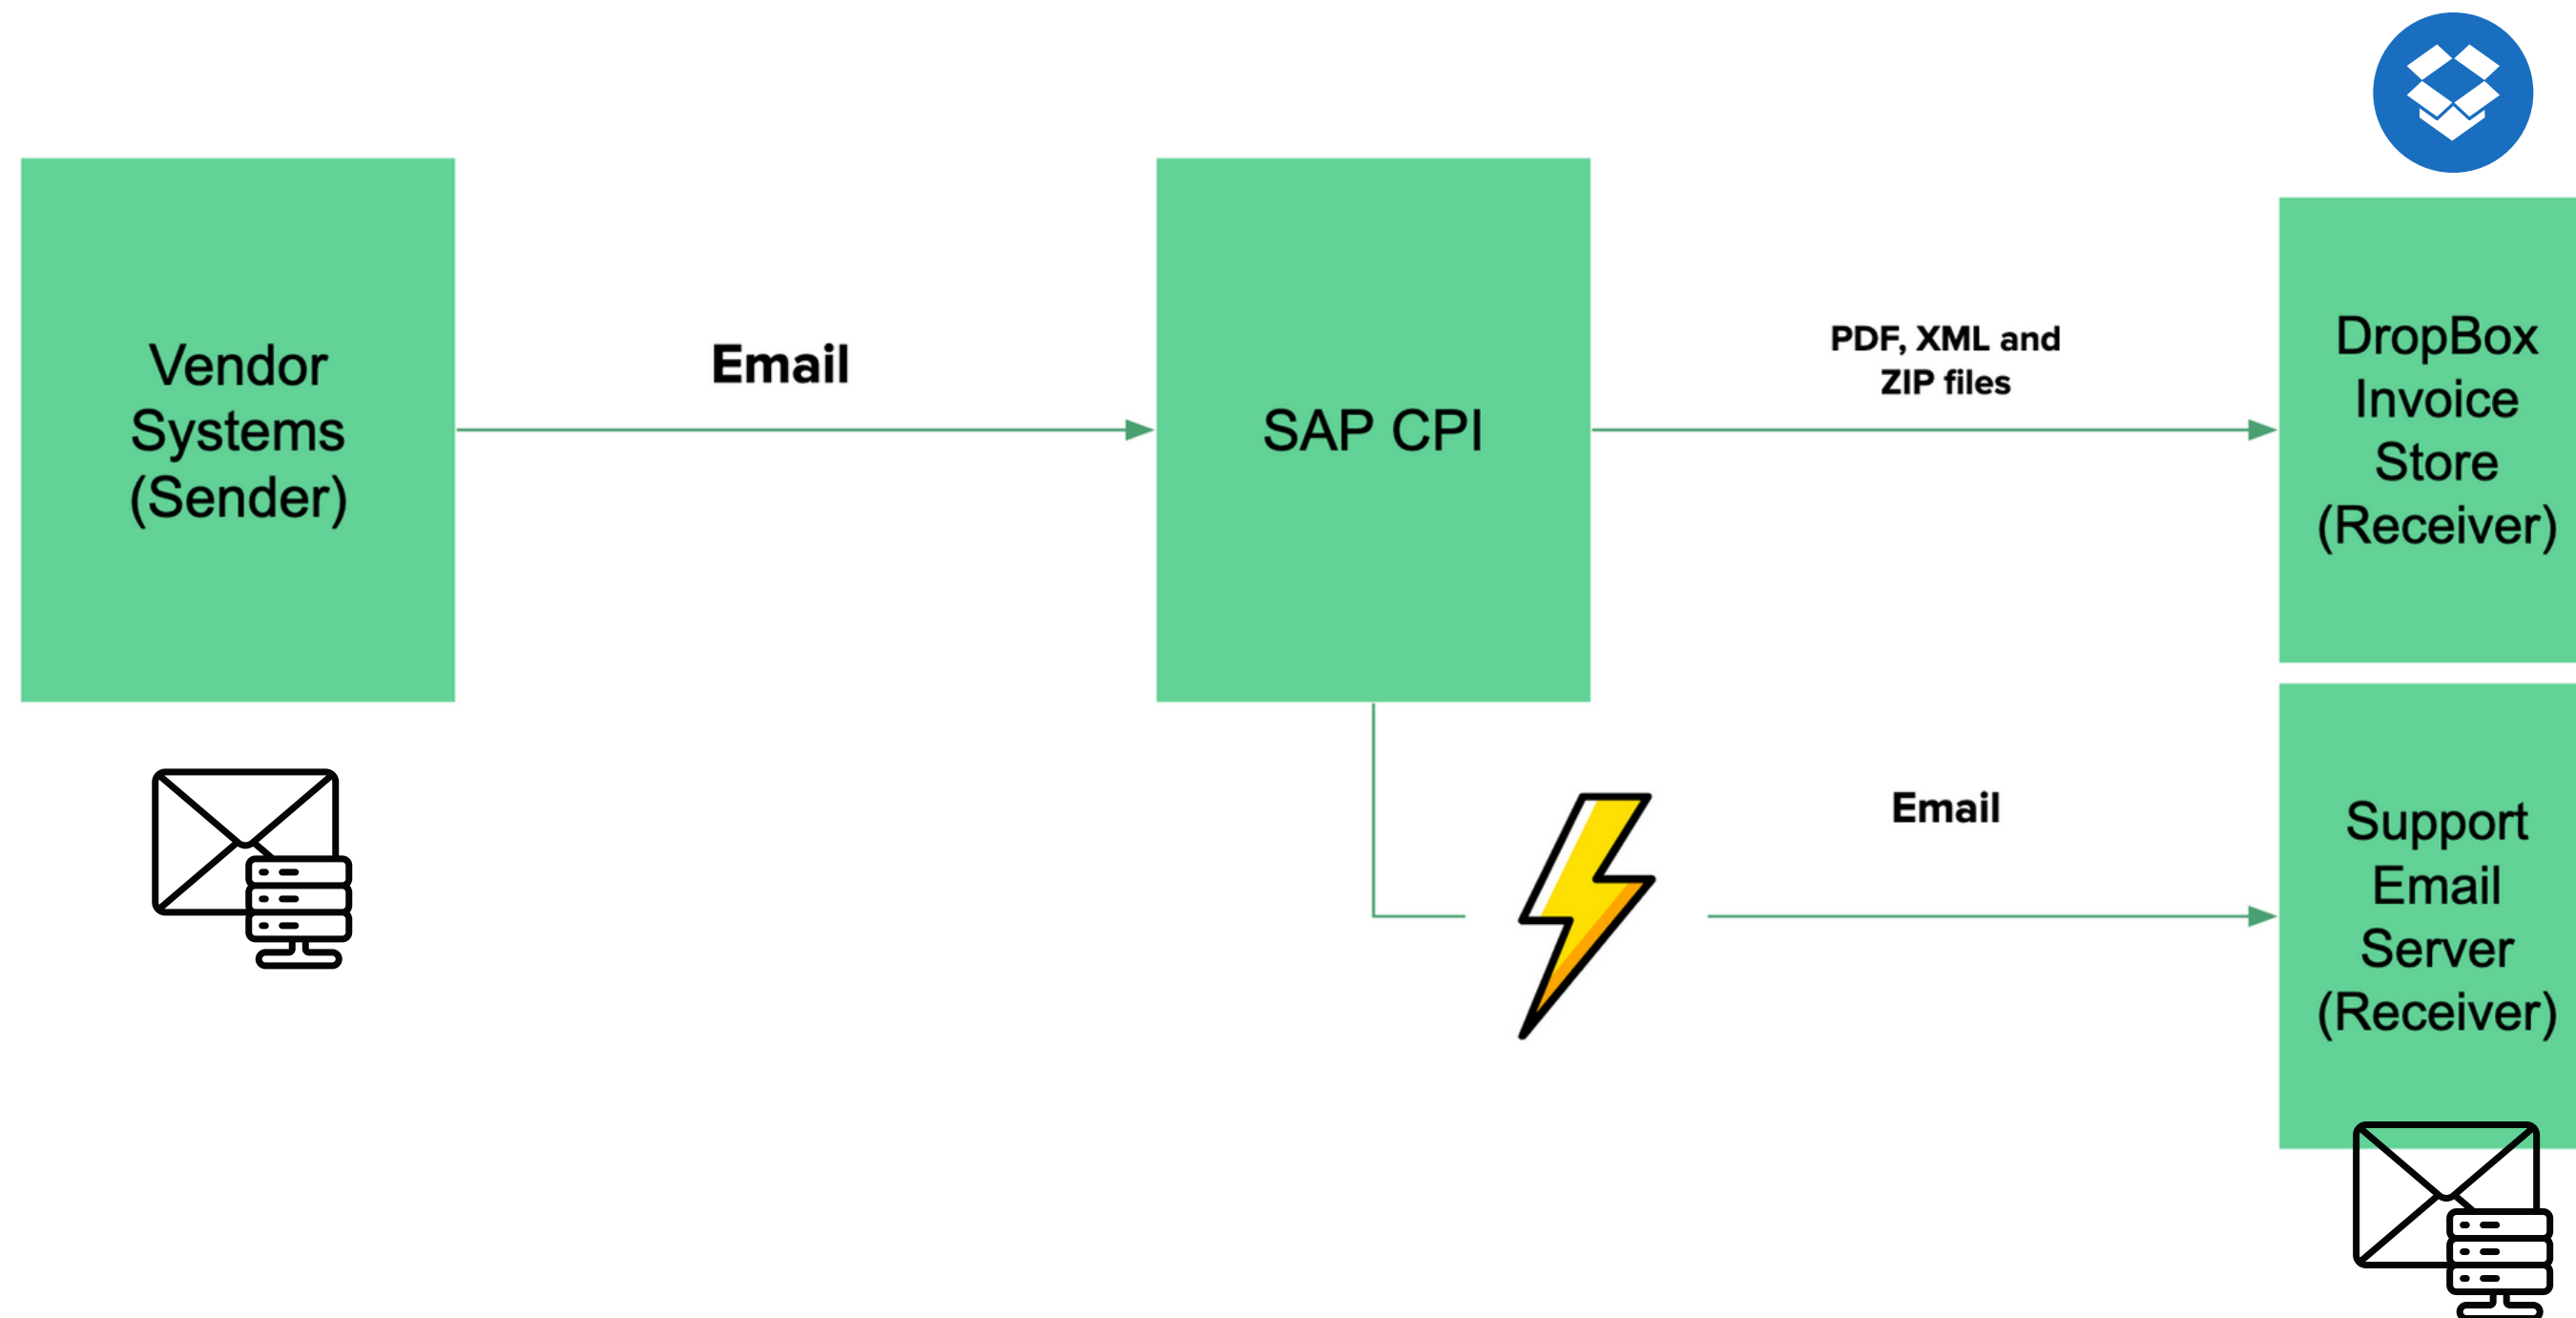 Vendor
Systems
(Sender)
Email
SAP CPI
PDF, XML and
ZIP files
DropBox
Invoice
Store
(Receiver)
Email
Support
Email
Server
(Receiver)